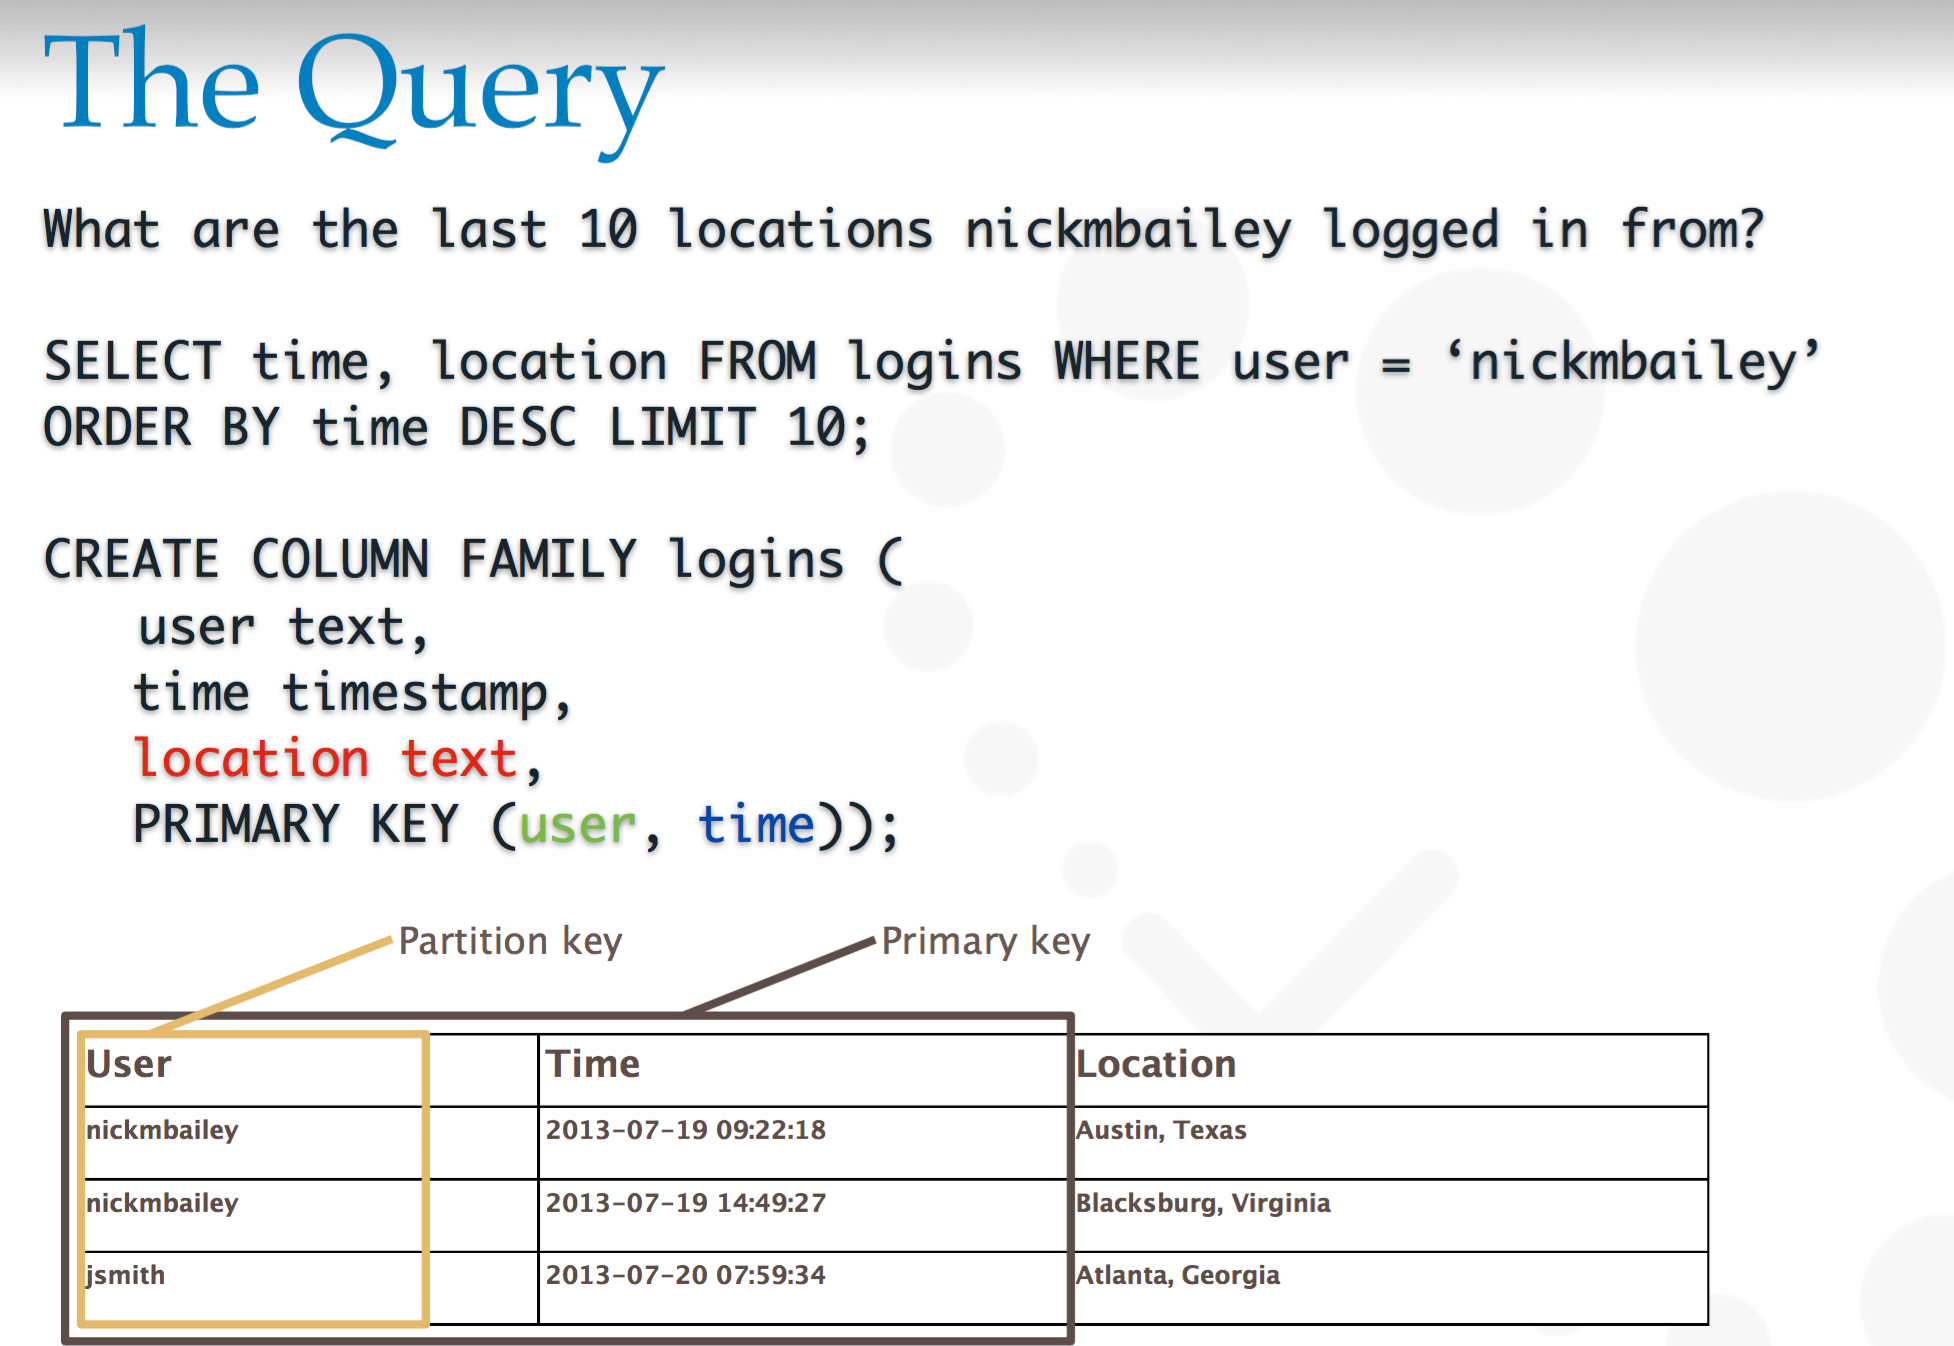 The Query
What are the last 10 locations nickmbailey logged in from?
SELECT time, location FROM logins WHERE user = ‘nickmbailey’
ORDER BY time DESC LIMIT 10;
CREATE COLUMN FAMILY logins (
user text,
time timestamp,
location text,
PRIMARY KEY (user, time));
Partition key Primary key
User Time Location
nickmbailey 2013-07-19 09:22:18 Austin, Texas
nickmbailey 2013-07-19 14:49:27 Blacksburg, Virginia
jsmith 2013-07-20 07:59:34 Atlanta, Georgia